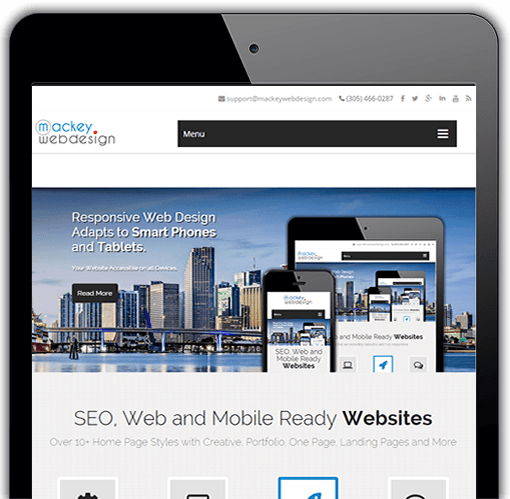 support@mackeywebdesign.com (305) 466-0287
mackey
webdesign
Menu
Responsive Web Design
Adapts to Smart Phones
and Tablets.
Your Website Accessible on all Devices.
Read More
mackey
webdesign
Menu
SEO, Web and
Mobile Ready
Websites
SEO, Web and Mobile Ready Websites
SEO, Web and Mobile Ready Websites
Over 10+ Home Page Styles with Creative, Portfolio. One Page, Landing Pages and More